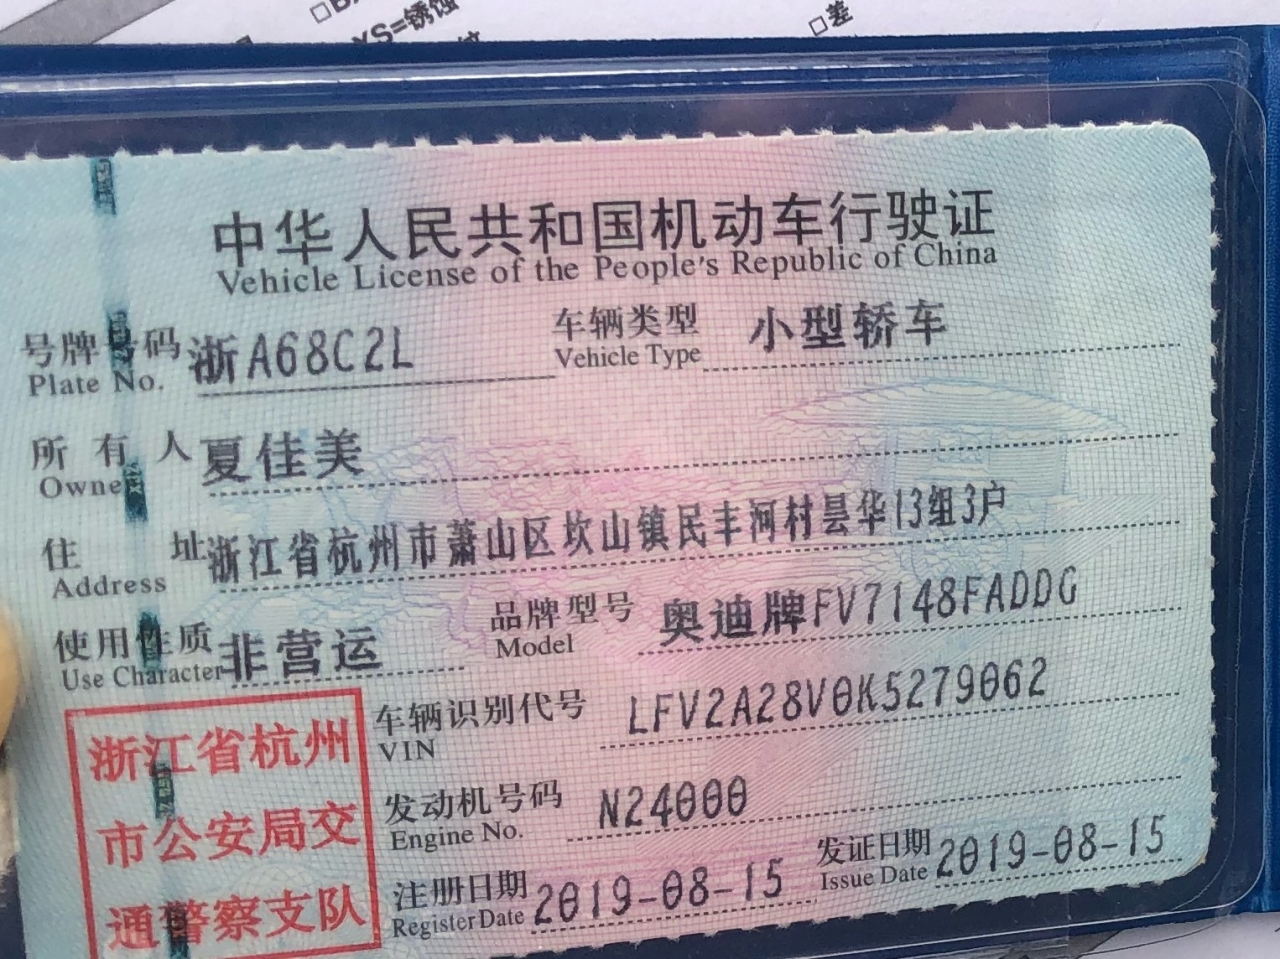 XS=锈蚀
□差
中华人民共和国机动车行驶证
Vehicle License of the People's Republic of China
号牌号码 浙A68C2L 车辆类型 小型轿车
Plate No. Vehicle Type
所有人 夏佳美
Owner
住址 浙江省杭州市萧山区坎山镇民丰河村昙华13组3户
Address
使用性质 非营运 品牌型号 奥迪牌FV7148FADDG
Use Character Model
车辆识别代号 LFV2A28V0K5279062
VIN
发动机号码 N24000
Engine No.
注册日期 2019-08-15 发证日期 2019-08-15
Register Date Issue Date
浙江省杭州
市公安局交
通警察支队